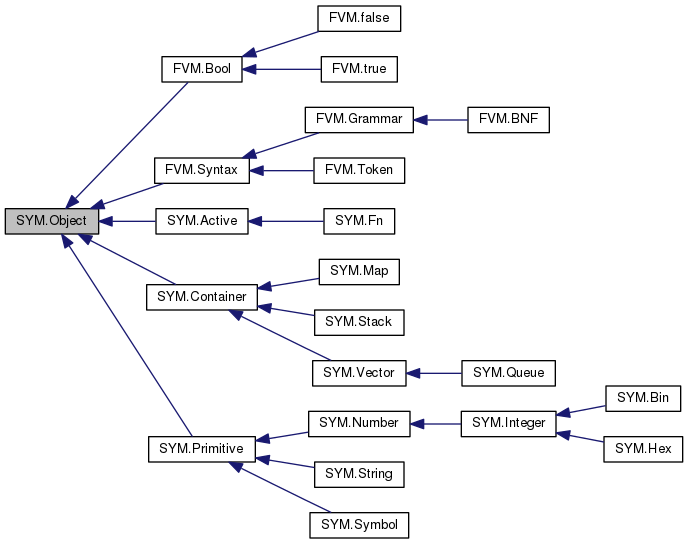 FVM.false
FVM.Bool
FVM.true
FVM.Grammar
FVM.BNF
FVM.Syntax
FVM.Token
SYM.Object
SYM.Active
SYM.Fn
SYM.Map
SYM.Container
SYM.Stack
SYM.Vector
SYM.Queue
SYM.Bin
SYM.Number
SYM.Integer
SYM.Primitive
SYM.Hex
SYM.String
SYM.Symbol